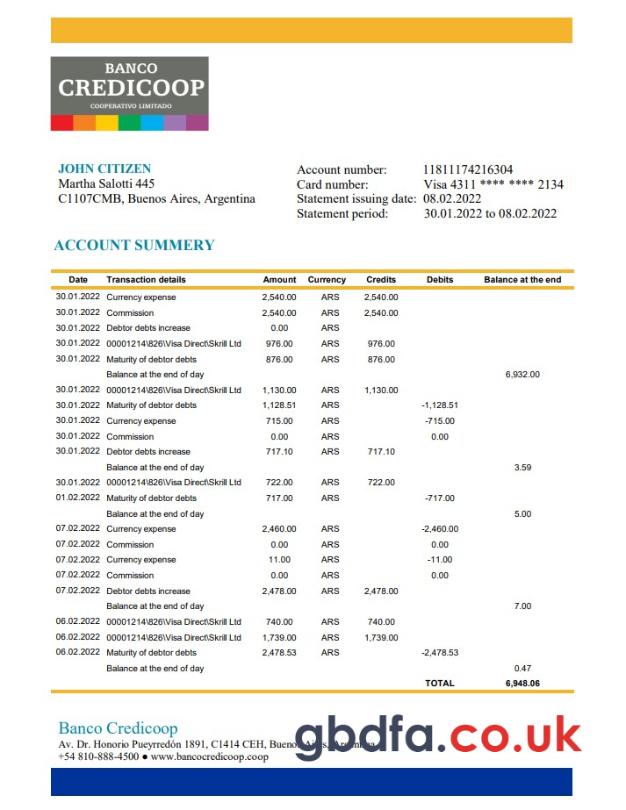 BANCO
CREDICOOP
COOPERATIVO LIMITADO
JOHN CITIZEN
Martha Salotti 445
C1107CMB, Buenos Aires, Argentina
Account number: 11811174216304
Card number: Visa 4311 **** **** 2134
Statement issuing date: 08.02.2022
Statement period: 30.01.2022 to 08.02.2022
ACCOUNT SUMMERY
Date Transaction details Amount Currency Credits Debits Balance at the end
30.01.2022 Currency expense 2,540.00 ARS 2,540.00
30.01.2022 Commission 2,540.00 ARS 2,540.00
30.01.2022 Debtor debts increase 0.00 ARS
30.01.2022 00001214\826\Visa Direct\Skrill Ltd 976.00 ARS 976.00
30.01.2022 Maturity of debtor debts 876.00 ARS 876.00
Balance at the end of day 6,932.00
30.01.2022 00001214\826\Visa Direct\Skrill Ltd 1,130.00 ARS 1,130.00
30.01.2022 Maturity of debtor debts 1,128.51 ARS -1,128.51
30.01.2022 Currency expense 715.00 ARS -715.00
30.01.2022 Commission 0.00 ARS 0.00
30.01.2022 Debtor debts increase 717.10 ARS 717.10
Balance at the end of day 3.59
30.01.2022 00001214\826\Visa Direct\Skrill Ltd 722.00 ARS 722.00
01.02.2022 Maturity of debtor debts 717.00 ARS -717.00
Balance at the end of day 5.00
07.02.2022 Currency expense 2,460.00 ARS -2,460.00
07.02.2022 Commission 0.00 ARS 0.00
07.02.2022 Currency expense 11.00 ARS -11.00
07.02.2022 Commission 0.00 ARS 0.00
07.02.2022 Debtor debts increase 2,478.00 ARS 2,478.00
Balance at the end of day 7.00
06.02.2022 00001214\826\Visa Direct\Skrill Ltd 740.00 ARS 740.00
06.02.2022 00001214\826\Visa Direct\Skrill Ltd 1,739.00 ARS 1,739.00
06.02.2022 Maturity of debtor debts 2,478.53 ARS -2,478.53
Balance at the end of day 0.47
TOTAL 6,948.06
Banco Credicoop
Av. Dr. Honorio Pueyrredón 1891, C1414 CEH, Buenos Aires, Argentina
+54 810-888-4500 ● www.bancocredicoop.coop
gbdfa.co.uk